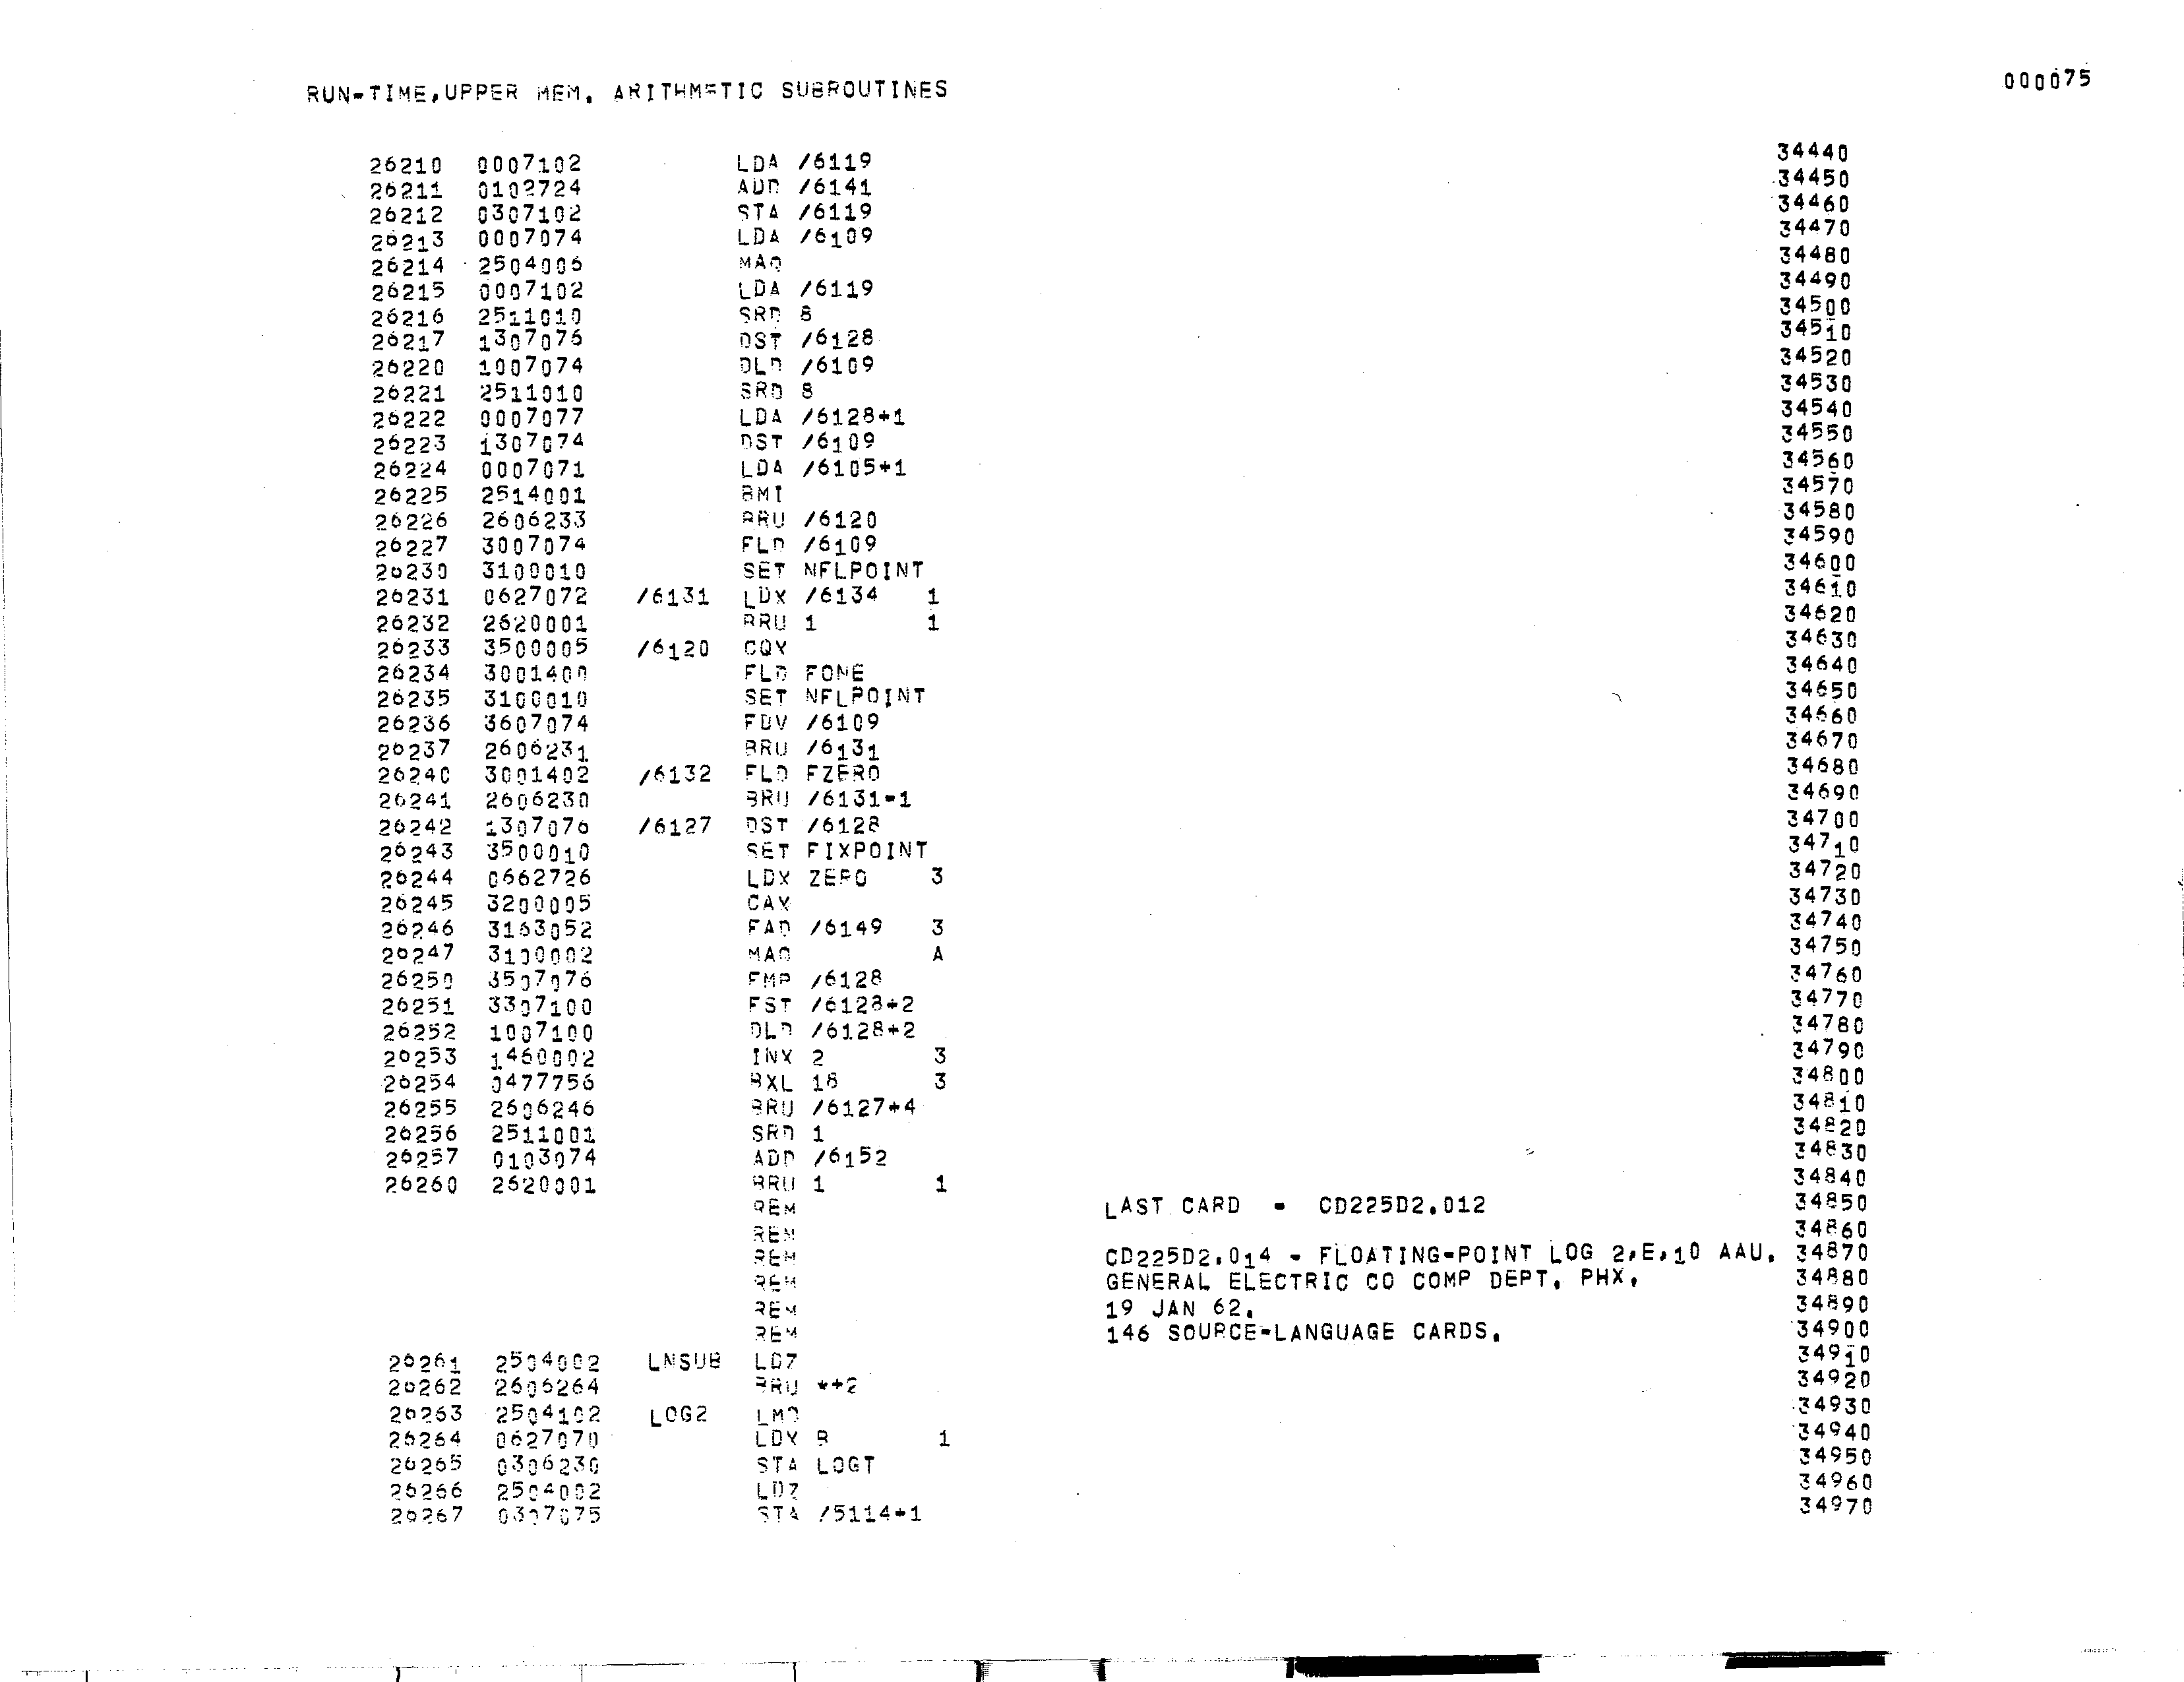 000075
RUN-TIME,UPPER MEM. ARITHMETIC SUBROUTINES
26210 0007102 LDA /6119 34440
26211 0102724 ADD /6141 34450
26212 0307102 STA /6119 34460
26213 0007074 LDA /6109 34470
26214 2504006 MAQ 34480
26215 0007102 LDA /6119 34490
26216 2511010 SRD 8 34500
26217 1307076 DST /6128 34510
26220 1007074 DLD /6109 34520
26221 2511010 SRD 8 34530
26222 0007077 LDA /6128+1 34540
26223 1307074 DST /6109 34550
26224 0007071 LDA /6105+1 34560
26225 2514001 BMI 34570
26226 2606233 BRU /6120 34580
26227 3007074 FLD /6109 34590
26230 3100010 SET NFLPOINT 34600
26231 0627072 /6131 LDX /6134 1 34610
26232 2620001 BRU 1 1 34620
26233 3500005 /6120 CQX 34630
26234 3001400 FLD FONE 34640
26235 3100010 SET NFLPOINT 34650
26236 3607074 FDV /6109 34660
26237 2606231 BRU /6131 34670
26240 3001402 /6132 FLD FZERO 34680
26241 2606230 BRU /6131-1 34690
26242 1307076 /6127 DST /6128 34700
26243 3500010 SET FIXPOINT 34710
26244 0662726 LDX ZERO 3 34720
26245 3200005 CAX 34730
26246 3163052 FAD /6149 3 34740
26247 3100002 MAQ A 34750
26250 3507076 FMP /6128 34760
26251 3307100 FST /6128+2 34770
26252 1007100 DLD /6128+2 34780
26253 1460002 INX 2 3 34790
26254 0477756 BXL 18 3 34800
26255 2606246 BRU /6127+4 34810
26256 2511001 SRD 1 34820
26257 0103074 ADD /6152 34830
26260 2620001 BRU 1 1 34840
REM LAST CARD - CD225D2.012 34850
REM 34860
REM CD225D2.014 - FLOATING-POINT LOG 2,E,10 AAU. 34870
REM GENERAL ELECTRIC CO COMP DEPT, PHX, 34880
REM 19 JAN 62. 34890
REM 146 SOURCE-LANGUAGE CARDS. 34900
26261 2504002 LNSUB LDZ 34910
26262 2606264 BRU *+2 34920
26263 2504102 LOG2 LMO 34930
26264 0627070 LDX B 1 34940
26265 0306230 STA LOGT 34950
26266 2504002 LDZ 34960
26267 0307075 STA /5114+1 34970